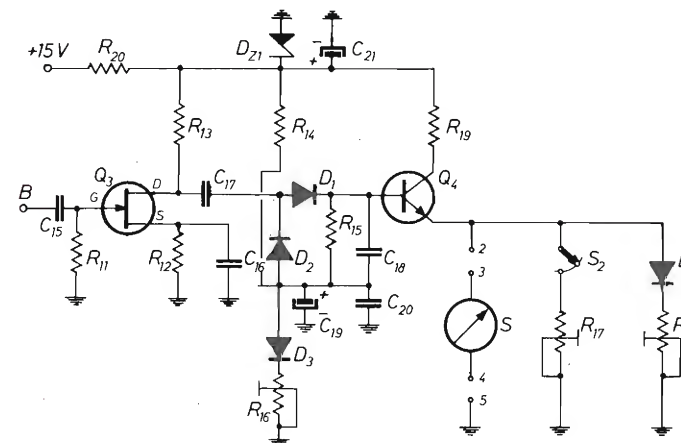 +15V R20 DZ1 − + C21
R13 R14 R19
Q3 D C17 D1 Q4
B G S R15
C15 2
R11 R12 C16 D2 C18 3 S2 D
+ − C19 C20 S R17 R
D3 4
R16 5